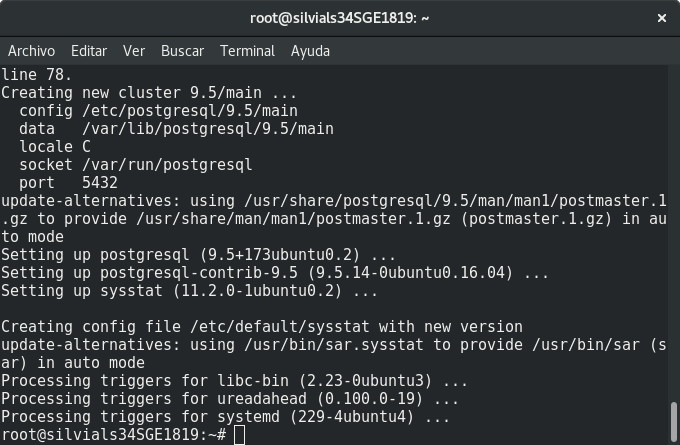 root@silvials34SGE1819: ~
Archivo Editar Ver Buscar Terminal Ayuda
line 78.
Creating new cluster 9.5/main ...
  config /etc/postgresql/9.5/main
  data   /var/lib/postgresql/9.5/main
  locale C
  socket /var/run/postgresql
  port   5432
update-alternatives: using /usr/share/postgresql/9.5/man/man1/postmaster.1
.gz to provide /usr/share/man/man1/postmaster.1.gz (postmaster.1.gz) in au
to mode
Setting up postgresql (9.5+173ubuntu0.2) ...
Setting up postgresql-contrib-9.5 (9.5.14-0ubuntu0.16.04) ...
Setting up sysstat (11.2.0-1ubuntu0.2) ...

Creating config file /etc/default/sysstat with new version
update-alternatives: using /usr/bin/sar.sysstat to provide /usr/bin/sar (s
ar) in auto mode
Processing triggers for libc-bin (2.23-0ubuntu3) ...
Processing triggers for ureadahead (0.100.0-19) ...
Processing triggers for systemd (229-4ubuntu4) ...
root@silvials34SGE1819:~#